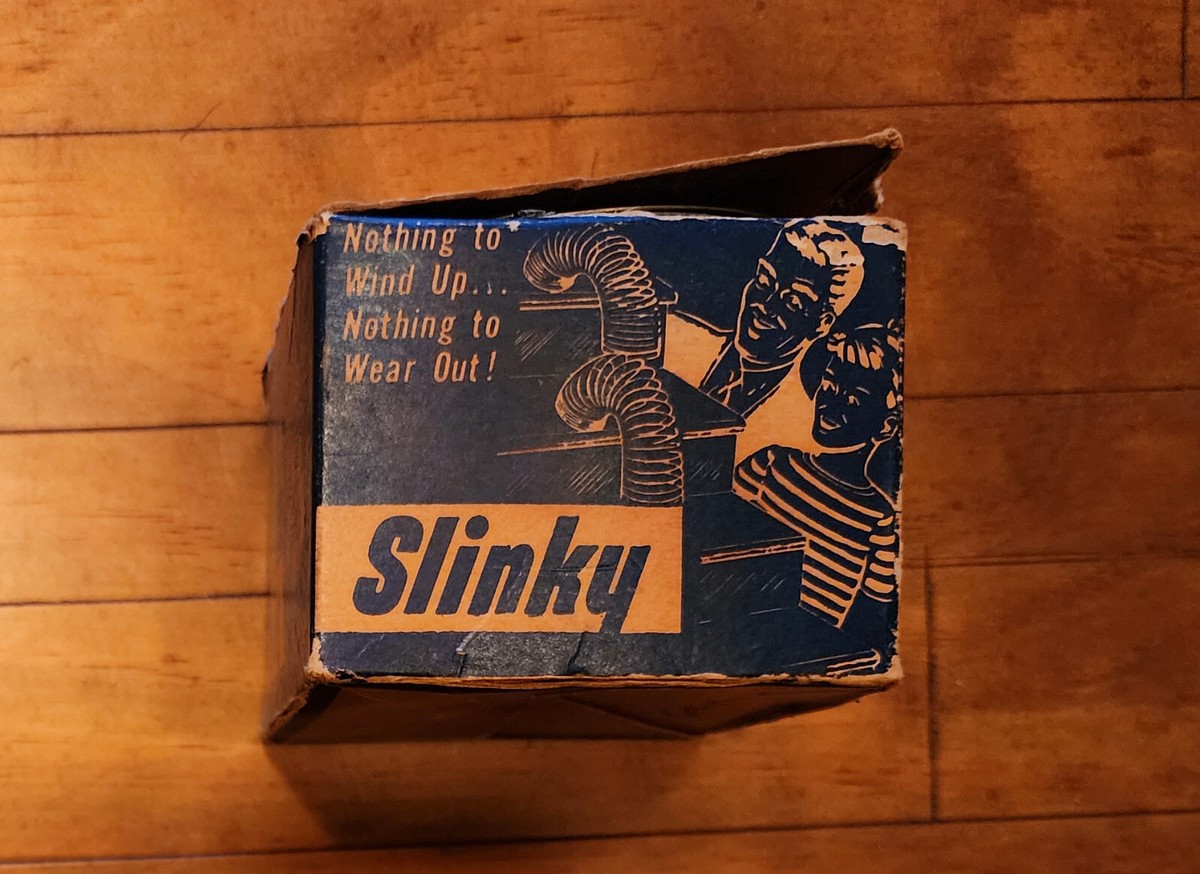 Nothing to
Wind Up...
Nothing to
Wear Out!
Slinky